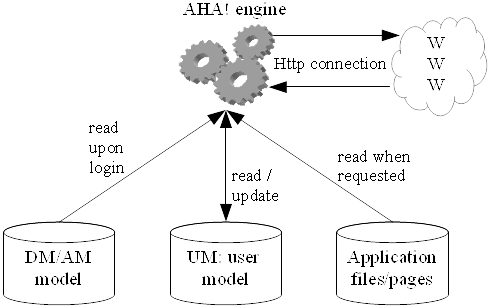 AHA! engine
Http connection
W
W
W
read
upon
login
read /
update
read when
requested
DM/AM
model
UM: user
model
Application
files/pages